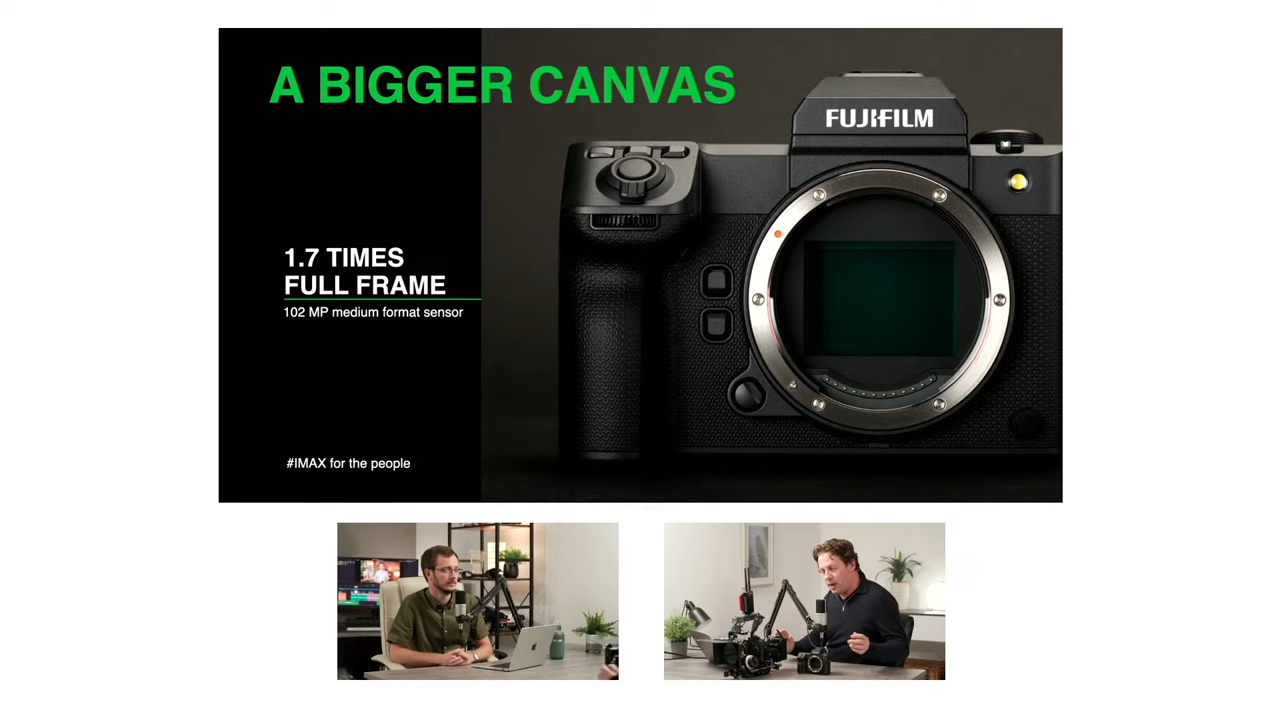 A BIGGER CANVAS
FUJIFILM
1.7 TIMES
FULL FRAME
102 MP medium format sensor
#IMAX for the people